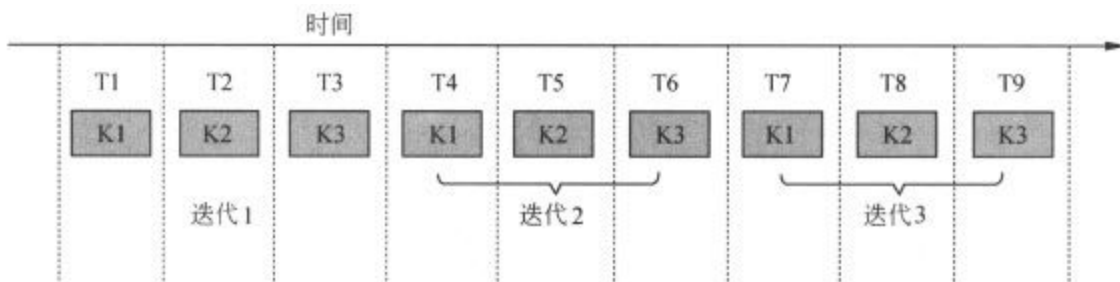 时间
T1 T2 T3 T4 T5 T6 T7 T8 T9
K1 K2 K3 K1 K2 K3 K1 K2 K3
迭代1 迭代2 迭代3